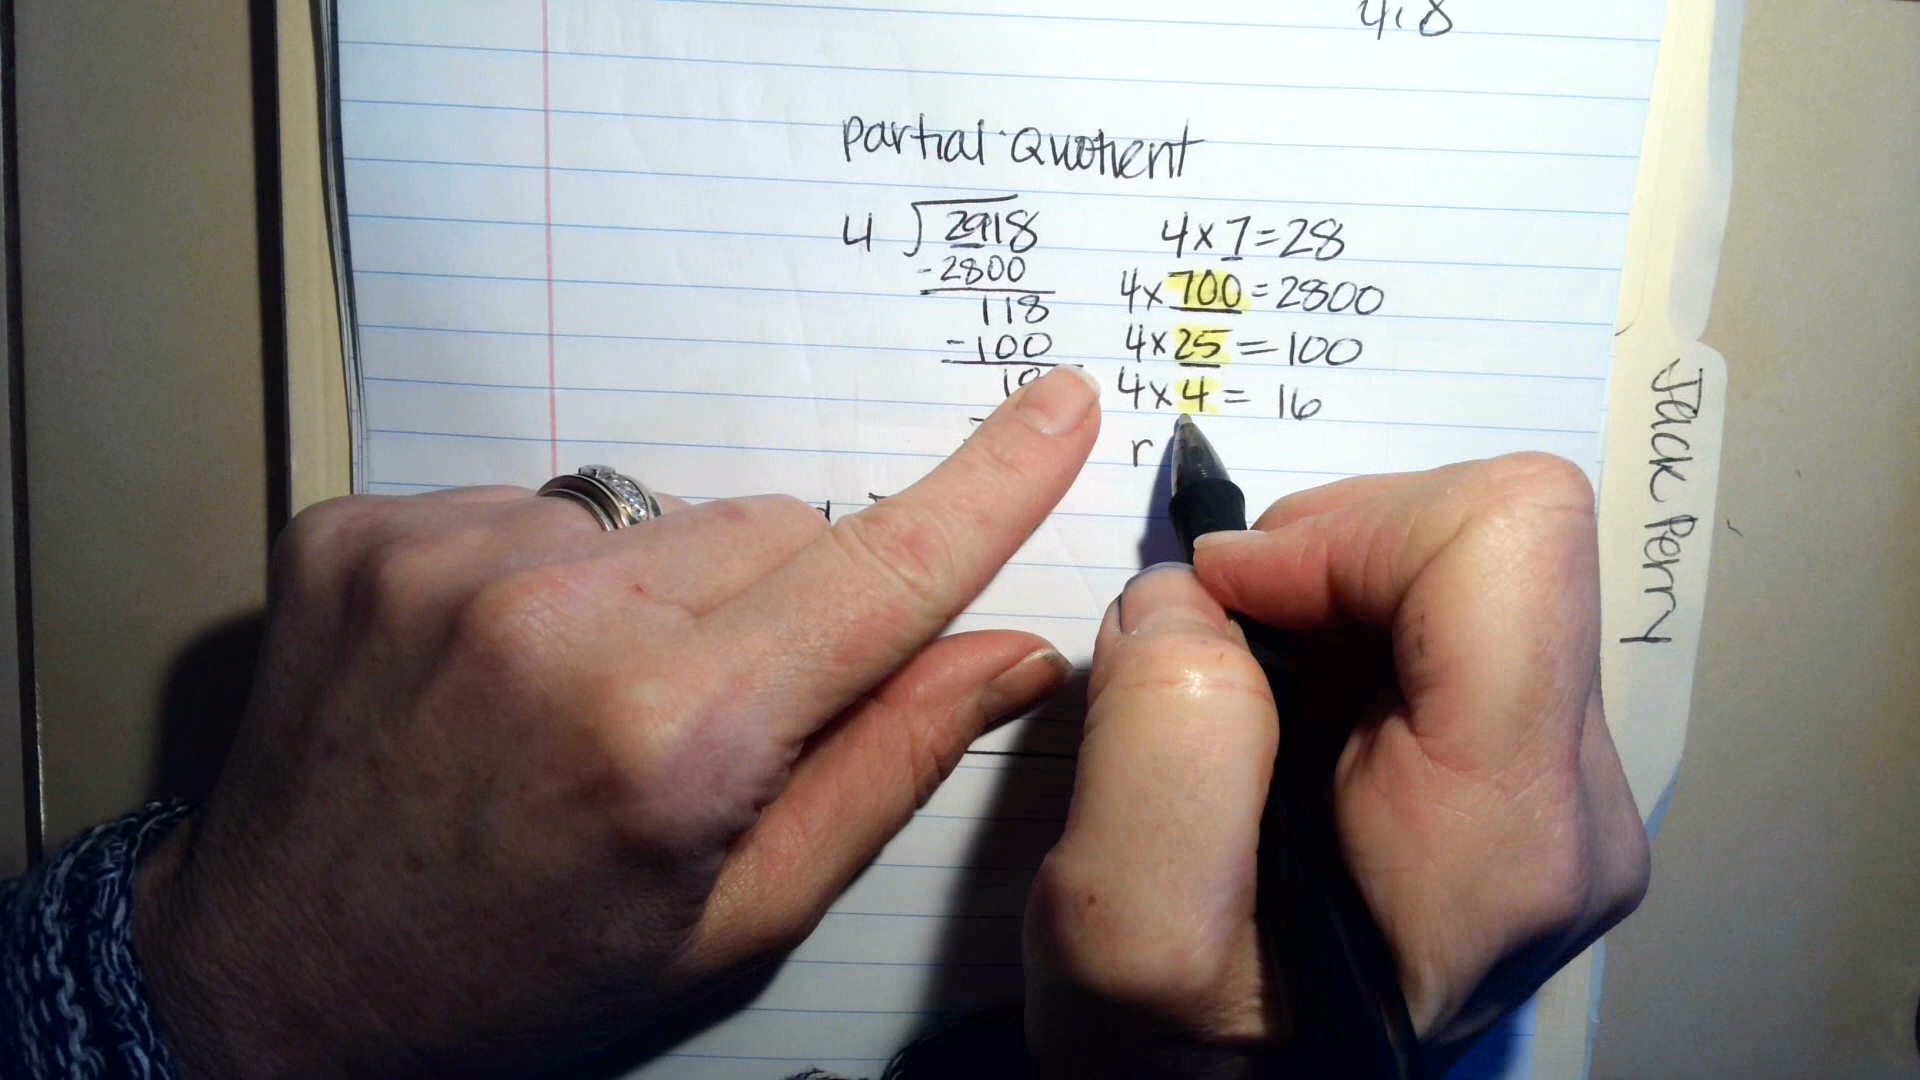 4.8
Partial Quotient
4 2918 4x7=28
-2800 4x700=2800
118 4x25=100
-100 4x4=16
18 r
Jack Perry